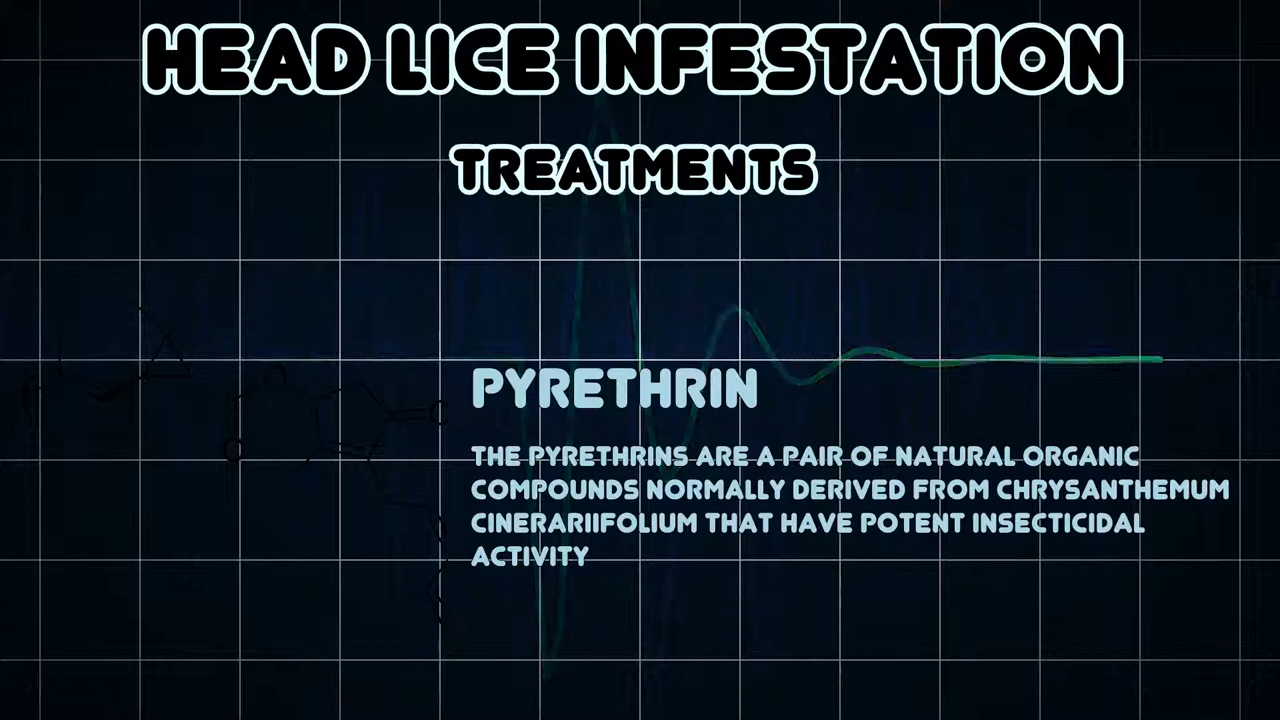 HEAD LICE INFESTATION
TREATMENTS
PYRETHRIN
THE PYRETHRINS ARE A PAIR OF NATURAL ORGANIC
COMPOUNDS NORMALLY DERIVED FROM CHRYSANTHEMUM
CINERARIIFOLIUM THAT HAVE POTENT INSECTICIDAL
ACTIVITY